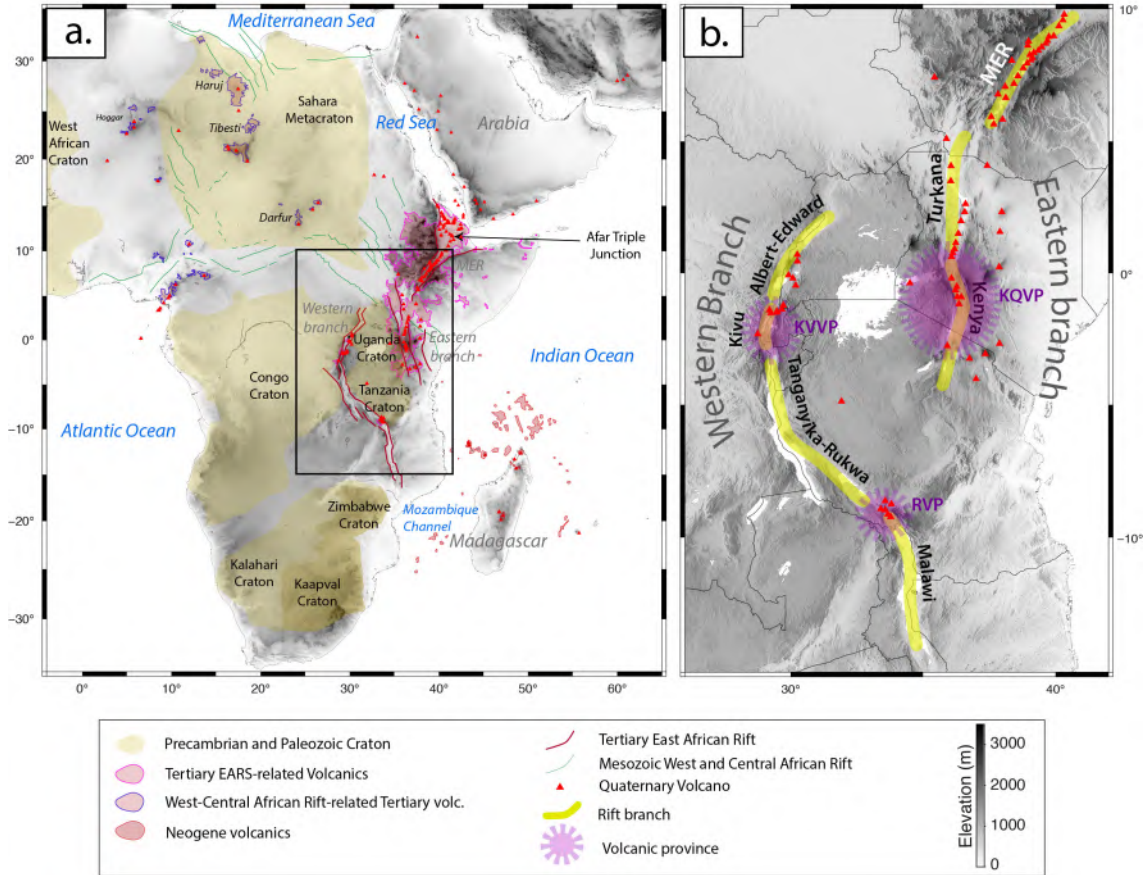 a.
Mediterranean Sea
30°
20°
10°
0°
−10°
−20°
−30°
0°
10°
20°
30°
40°
50°
60°
Haruj
Hoggar
Sahara
Metacraton
Red Sea
Arabia
West
African
Craton
Tibesti
Darfur
Afar Triple
Junction
MER
Western
branch
Uganda
Craton
Eastern
branch
Indian Ocean
Congo
Craton
Tanzania
Craton
Atlantic Ocean
Zimbabwe
Craton
Mozambique
Channel
Madagascar
Kalahari
Craton
Kaapval
Craton
b.
10°
0°
−10°
30°
40°
MER
Turkana
Eastern branch
Albert-Edward
Western Branch
Kivu
KVVP
Kenya
KQVP
Tanganyika-Rukwa
RVP
Malawi
Precambrian and Paleozoic Craton
Tertiary EARS-related Volcanics
West-Central African Rift-related Tertiary volc.
Neogene volcanics
Tertiary East African Rift
Mesozoic West and Central African Rift
Quaternary Volcano
Rift branch
Volcanic province
Elevation (m)
3000
2000
1000
0